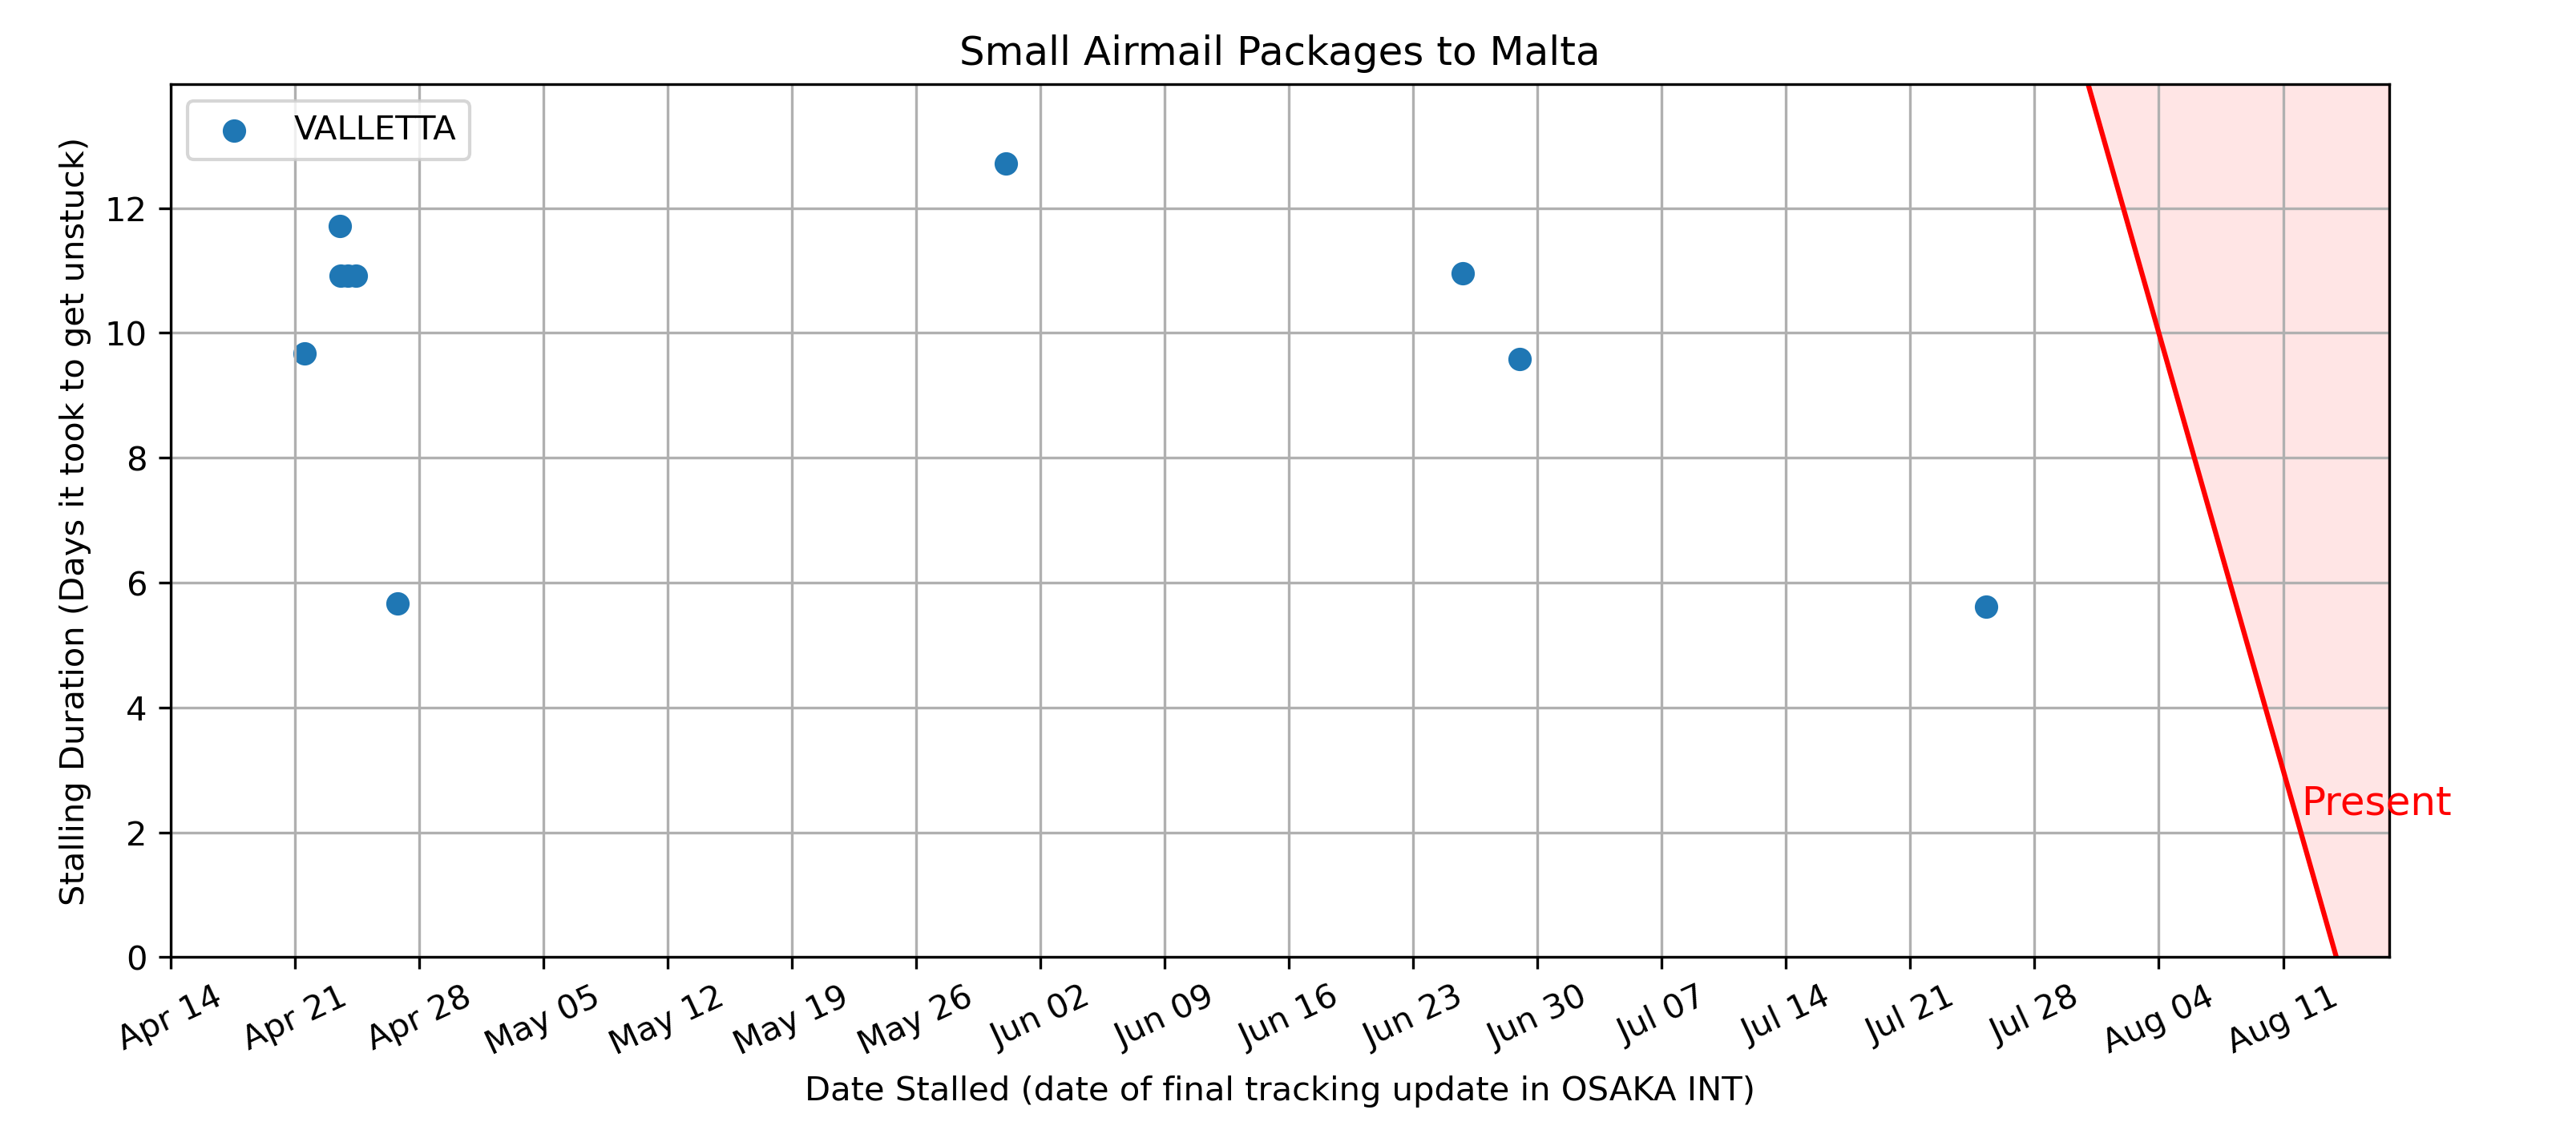 Small Airmail Packages to Malta
VALLETTA
Stalling Duration (Days it took to get unstuck)
12
10
8
6
4
2
0
Present
Apr 14
Apr 21
Apr 28
May 05
May 12
May 19
May 26
Jun 02
Jun 09
Jun 16
Jun 23
Jun 30
Jul 07
Jul 14
Jul 21
Jul 28
Aug 04
Aug 11
Date Stalled (date of final tracking update in OSAKA INT)